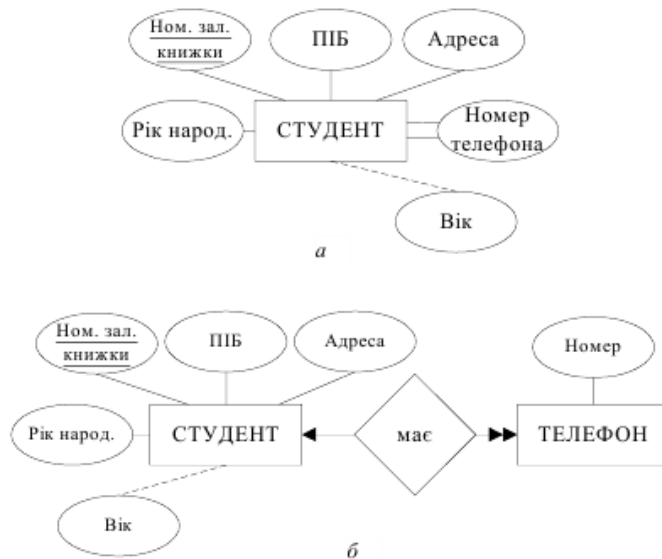 Ном. зал.
книжки
ПІБ
Адреса
Рік народ.
СТУДЕНТ
Номер
телефона
Вік
а
Ном. зал.
книжки
ПІБ
Адреса
Номер
Рік народ.
СТУДЕНТ
має
ТЕЛЕФОН
Вік
б